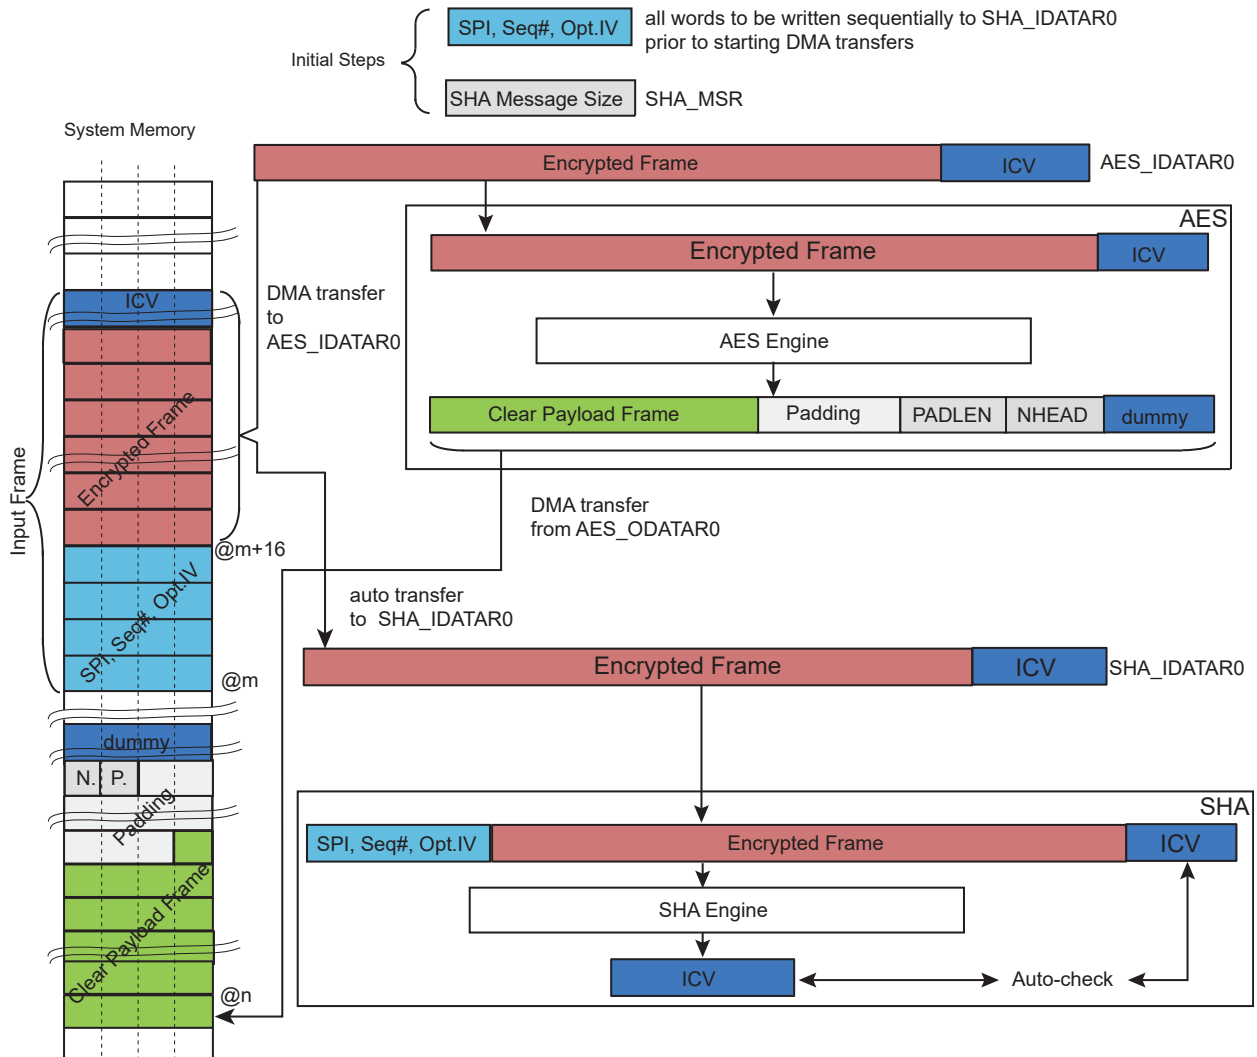 SPI, Seq#, Opt.IV
all words to be written sequentially to SHA_IDATAR0
prior to starting DMA transfers
Initial Steps
SHA Message Size
SHA_MSR
System Memory
Encrypted Frame
ICV
AES_IDATAR0
AES
Encrypted Frame
ICV
ICV
DMA transfer
to
AES_IDATAR0
AES Engine
Clear Payload Frame
Padding
PADLEN
NHEAD
dummy
Encrypted Frame
Input Frame
DMA transfer
from AES_ODATAR0
@m+16
auto transfer
to SHA_IDATAR0
SPI, Seq#, Opt.IV
@m
Encrypted Frame
ICV
SHA_IDATAR0
dummy
N.
P.
Padding
SHA
SPI, Seq#, Opt.IV
Encrypted Frame
ICV
SHA Engine
Clear Payload Frame
ICV
Auto-check
@n